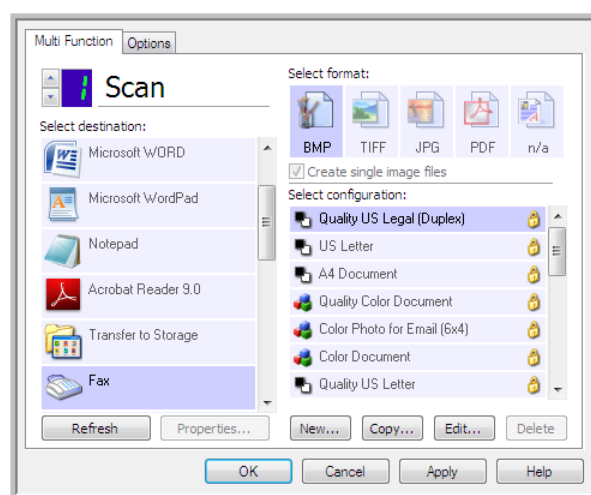 Multi Function
Options
1 Scan
Select destination:
Microsoft WORD
Microsoft WordPad
Notepad
Acrobat Reader 9.0
Transfer to Storage
Fax
Refresh
Properties...
Select format:
BMP
TIFF
JPG
PDF
n/a
Create single image files
Select configuration:
Quality US Legal (Duplex)
US Letter
A4 Document
Quality Color Document
Color Photo for Email (6x4)
Color Document
Quality US Letter
New...
Copy...
Edit...
Delete
OK
Cancel
Apply
Help